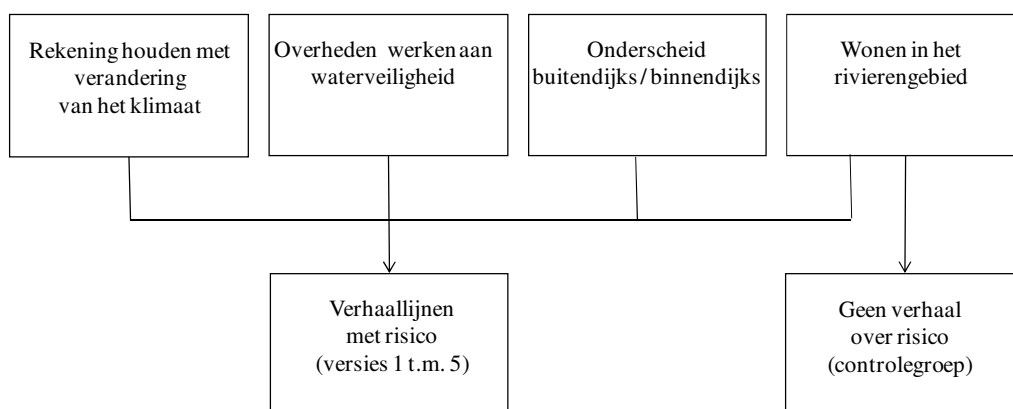 Rekening houden met
verandering
van het klimaat
Overheden werken aan
waterveiligheid
Onderscheid
buitendijks / binnendijks
Wonen in het
rivierengebied
Verhaallijnen
met risico
(versies 1 t.m. 5)
Geen verhaal
over risico
(controlegroep)